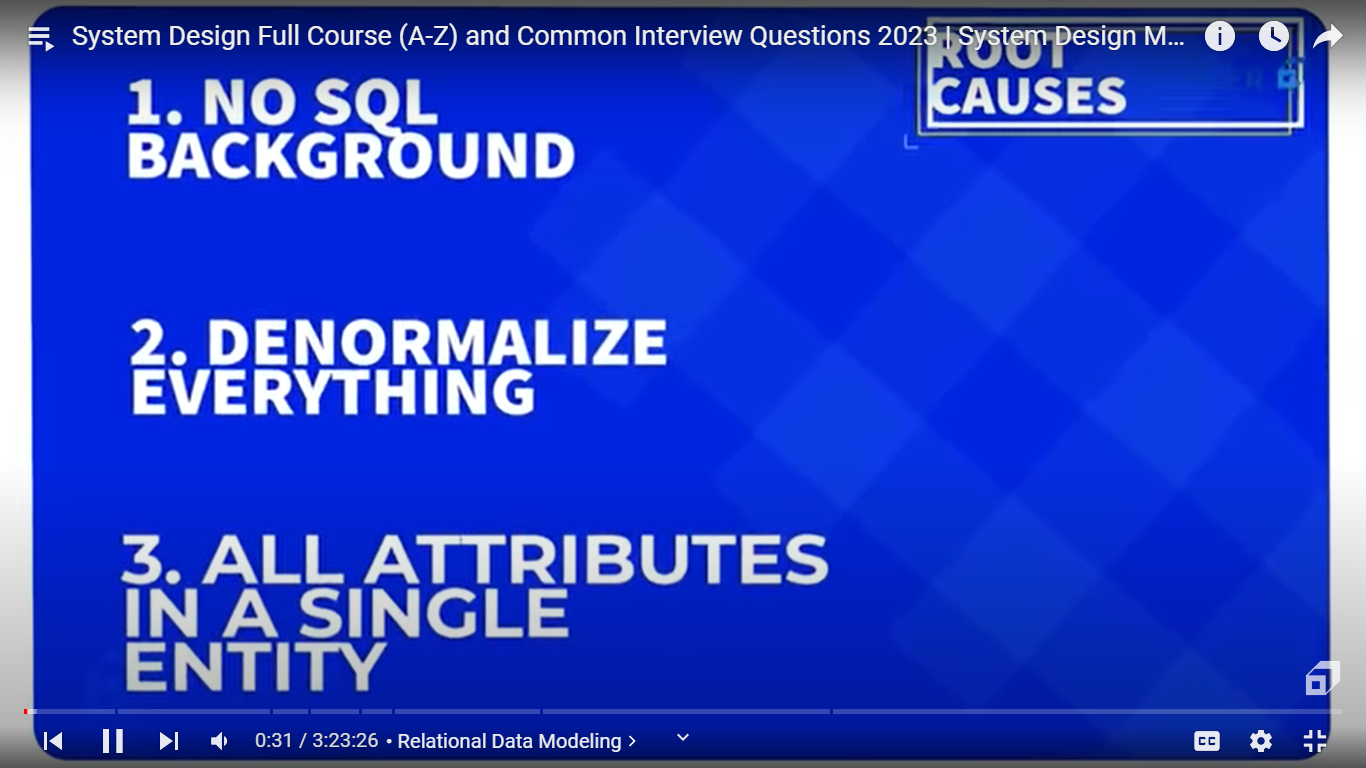 System Design Full Course (A-Z) and Common Interview Questions 2023 | System Design M...
ROOT
CAUSES
1. NO SQL
BACKGROUND
2. DENORMALIZE
EVERYTHING
3. ALL ATTRIBUTES
IN A SINGLE
ENTITY
0:31 / 3:23:26 • Relational Data Modeling >
CC